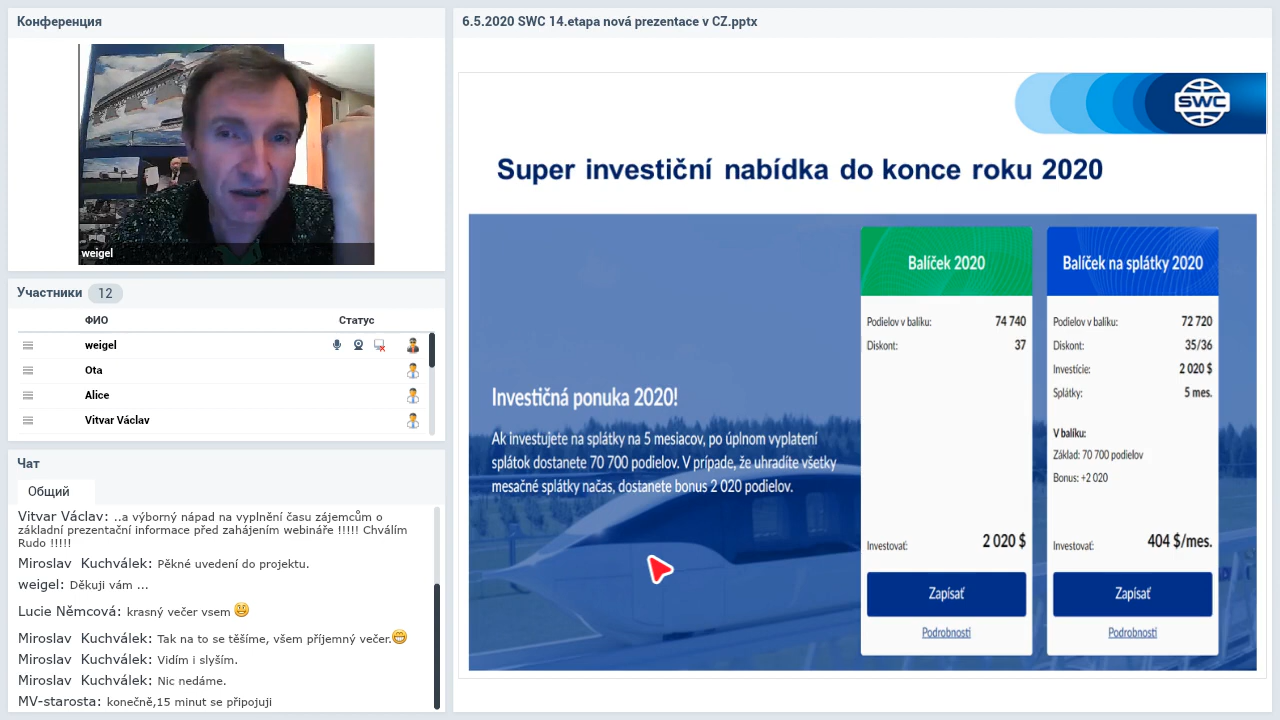 Конференция
weigel
Участники 12
ФИО Статус
weigel
Ota
Alice
Vitvar Václav
Чат
Общий
Vitvar Václav: ..a výborný nápad na vyplnění času zájemcům o
základní prezentační informace před zahájením webináře !!!!! Chválím
Rudo !!!!!
Miroslav Kuchválek: Pěkné uvedení do projektu.
weigel: Děkuji vám ...
Lucie Němcová: krasný večer vsem
Miroslav Kuchválek: Tak na to se těšíme, všem příjemný večer.
Miroslav Kuchválek: Vidím i slyším.
Miroslav Kuchválek: Nic nedáme.
MV-starosta: konečně,15 minut se připojuji
6.5.2020 SWC 14.etapa nová prezentace v CZ.pptx
SWC
Super investiční nabídka do konce roku 2020
Investičná ponuka 2020!
Ak investujete na splátky na 5 mesiacov, po úplnom vyplatení
splátok dostanete 70 700 podielov. V prípade, že uhradíte všetky
mesačné splátky načas, dostanete bonus 2 020 podielov.
Balíček 2020
Podielov v balíku: 74 740
Diskont: 37
Investovať: 2 020 $
Zapísať
Podrobnosti
Balíček na splátky 2020
Podielov v balíku: 72 720
Diskont: 35/36
Investície: 2 020 $
Splátky: 5 mes.
V balíku:
Základ: 70 700 podielov
Bonus: +2 020
Investovať: 404 $/mes.
Zapísať
Podrobnosti